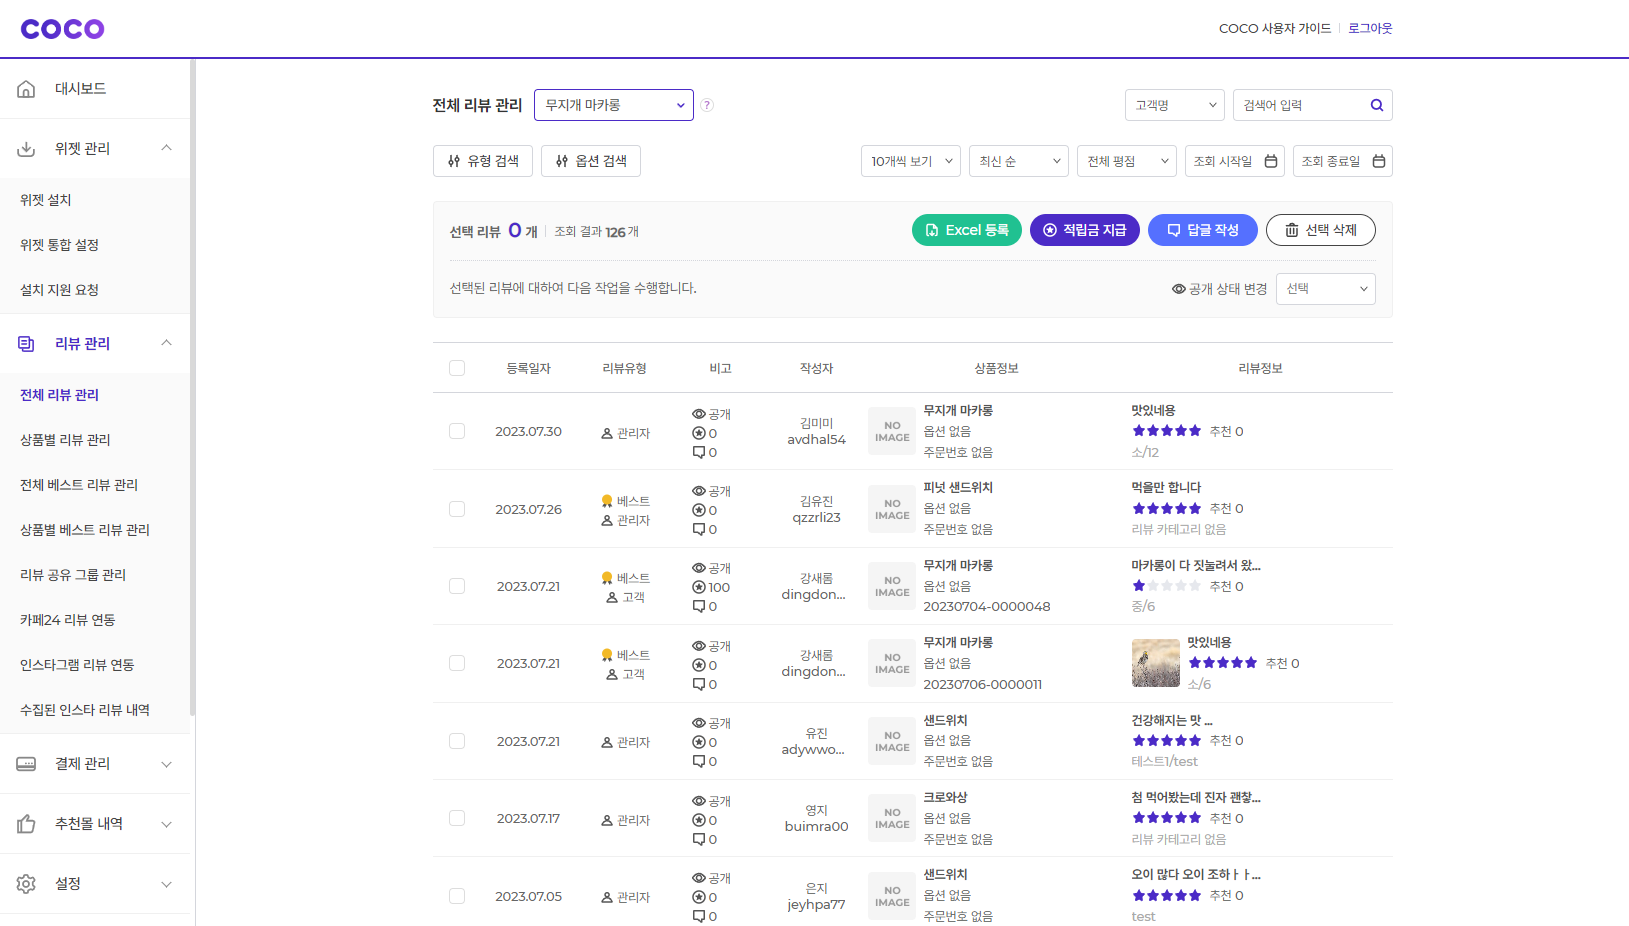 COCO
COCO 사용자 가이드
로그아웃
대시보드
위젯 관리
위젯 설치
위젯 통합 설정
설치 지원 요청
리뷰 관리
전체 리뷰 관리
상품별 리뷰 관리
전체 베스트 리뷰 관리
상품별 베스트 리뷰 관리
리뷰 공유 그룹 관리
카페24 리뷰 연동
인스타그램 리뷰 연동
수집된 인스타 리뷰 내역
결제 관리
추천몰 내역
설정
전체 리뷰 관리 무지개 마카롱 ? 고객명 검색어 입력
유형 검색 옵션 검색 10개씩 보기 최신 순 전체 평점 조회 시작일 조회 종료일
선택 리뷰 0 개 조회 결과 126 개 Excel 등록 적립금 지급 답글 작성 선택 삭제
선택된 리뷰에 대하여 다음 작업을 수행합니다. 공개 상태 변경 선택
등록일자 리뷰유형 비고 작성자 상품정보 리뷰정보
2023.07.30
관리자
공개
0
0
김미미
avdhal54
NO
IMAGE
무지개 마카롱
옵션 없음
주문번호 없음
맛있네용
추천 0
소/12
2023.07.26
베스트
관리자
공개
0
0
김유진
qzzrli23
NO
IMAGE
피넛 샌드위치
옵션 없음
주문번호 없음
먹을만 합니다
추천 0
리뷰 카테고리 없음
2023.07.21
베스트
고객
공개
100
0
강새롬
dingdon...
NO
IMAGE
무지개 마카롱
옵션 없음
20230704-0000048
마카롱이 다 짓눌려서 왔...
추천 0
중/6
2023.07.21
베스트
고객
공개
0
0
강새롬
dingdon...
NO
IMAGE
무지개 마카롱
옵션 없음
20230706-0000011
맛있네용
추천 0
소/6
2023.07.21
관리자
공개
0
0
유진
adywwo...
NO
IMAGE
샌드위치
옵션 없음
주문번호 없음
건강해지는 맛 ...
추천 0
테스트1/test
2023.07.17
관리자
공개
0
0
영지
buimra00
NO
IMAGE
크로와상
옵션 없음
주문번호 없음
첨 먹어봤는데 진자 괜찮...
추천 0
리뷰 카테고리 없음
2023.07.05
관리자
공개
0
0
은지
jeyhpa77
NO
IMAGE
샌드위치
옵션 없음
주문번호 없음
오이 많다 오이 조하ㅏㅏ...
추천 0
test